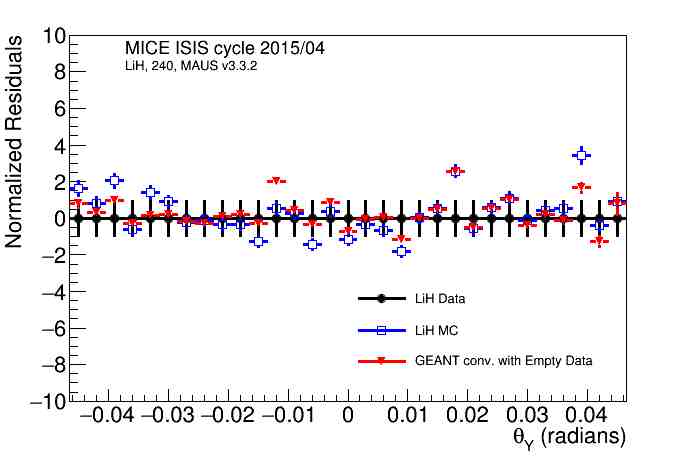 MICE ISIS cycle 2015/04
LiH, 240, MAUS v3.3.2
Normalized Residuals
10
8
6
4
2
0
−2
−4
−6
−8
−10
LiH Data
LiH MC
GEANT conv. with Empty Data
−0.04 −0.03 −0.02 −0.01 0 0.01 0.02 0.03 0.04
θY (radians)